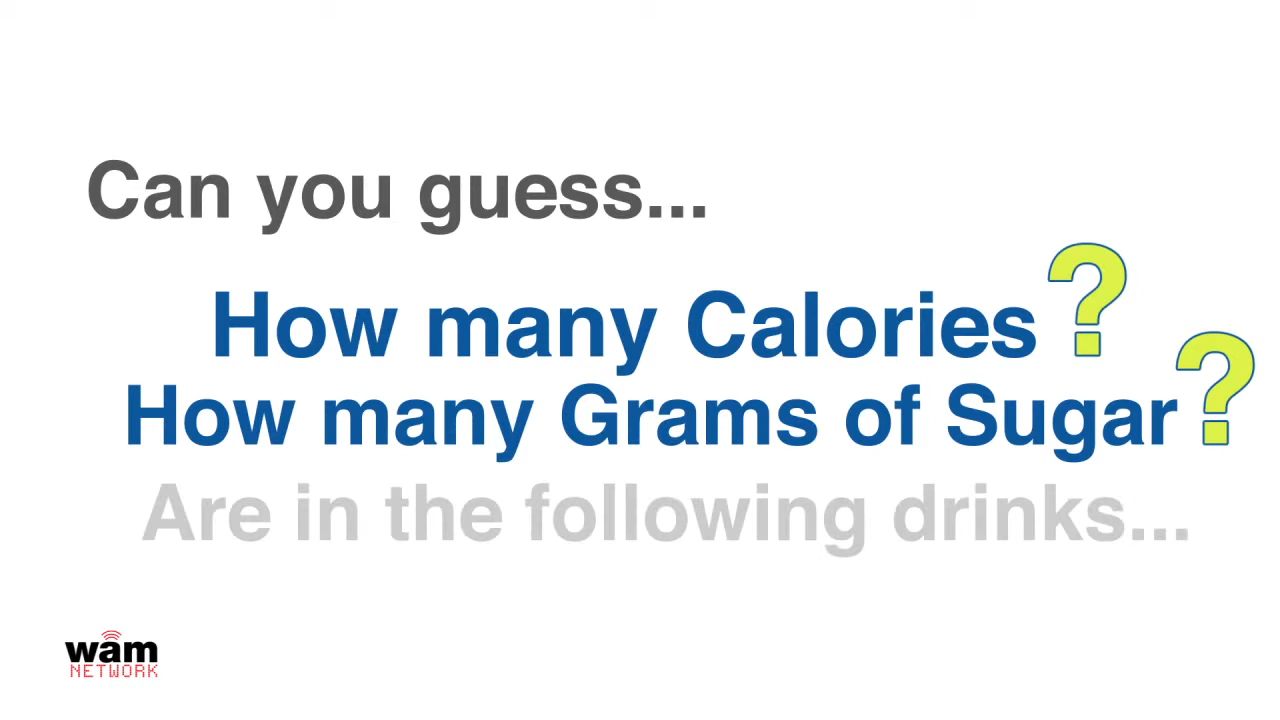 Can you guess...
How many Calories?
How many Grams of Sugar?
Are in the following drinks...
wam
NETWORK